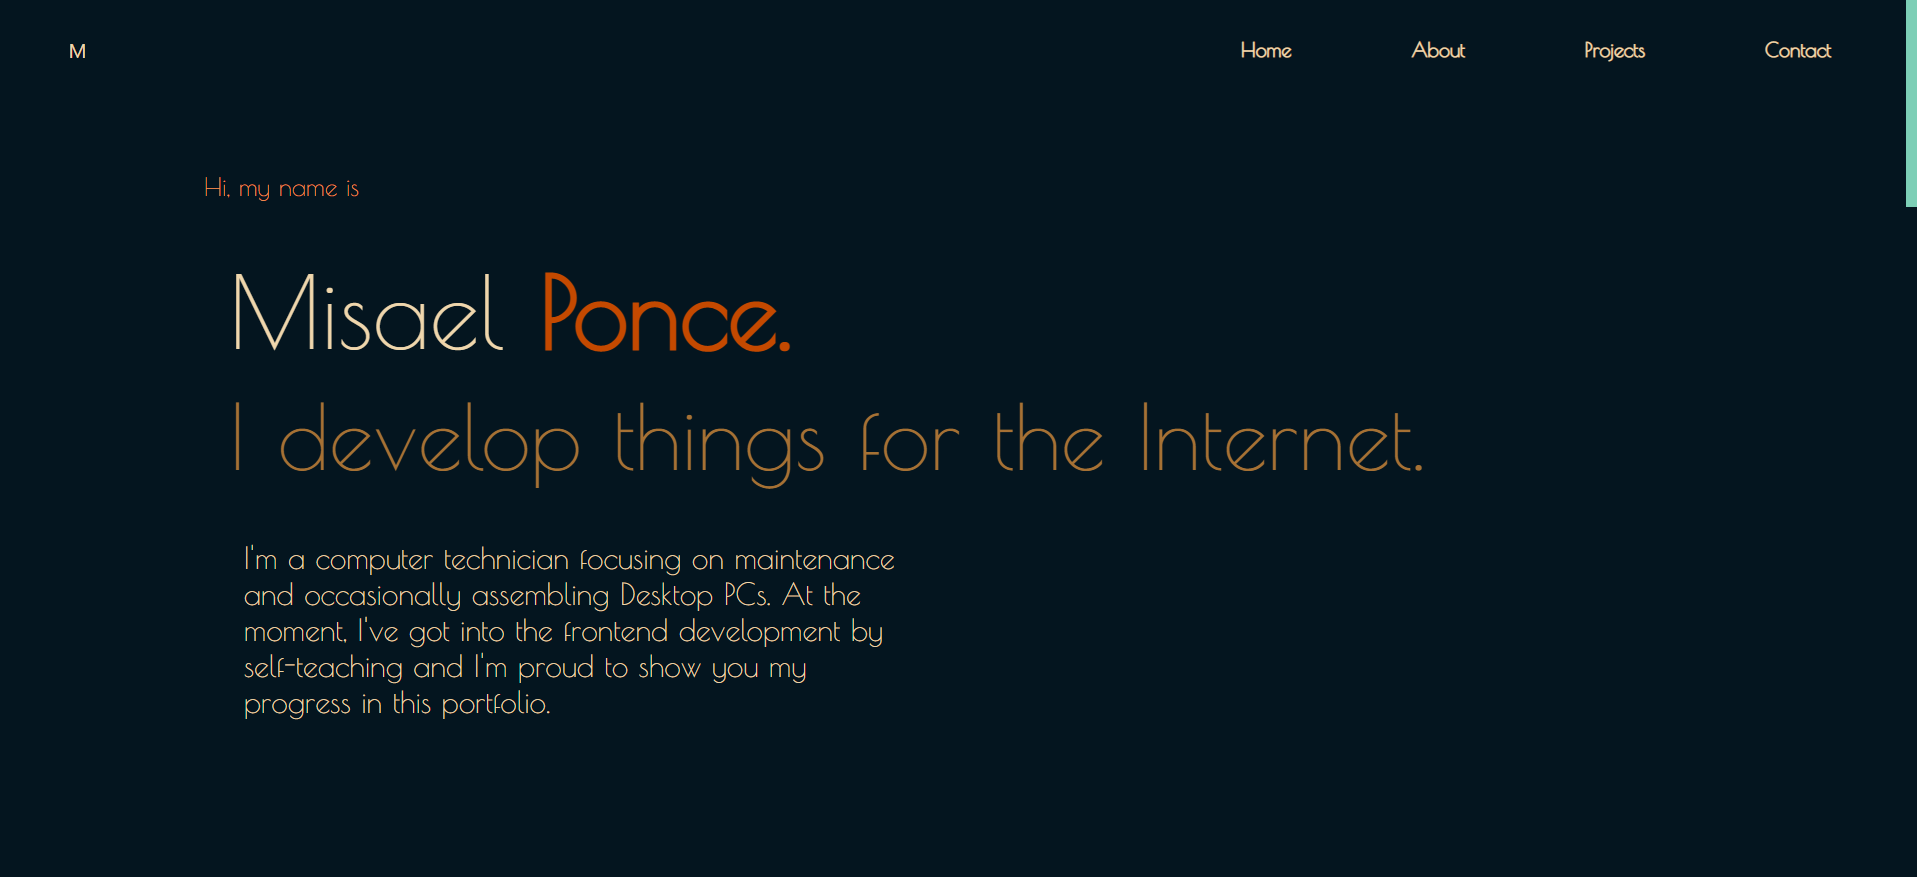 M
Home About Projects Contact
Hi, my name is
Misael Ponce.
I develop things for the Internet.
I'm a computer technician focusing on maintenance
and occasionally assembling Desktop PCs. At the
moment, I've got into the frontend development by
self-teaching and I'm proud to show you my
progress in this portfolio.